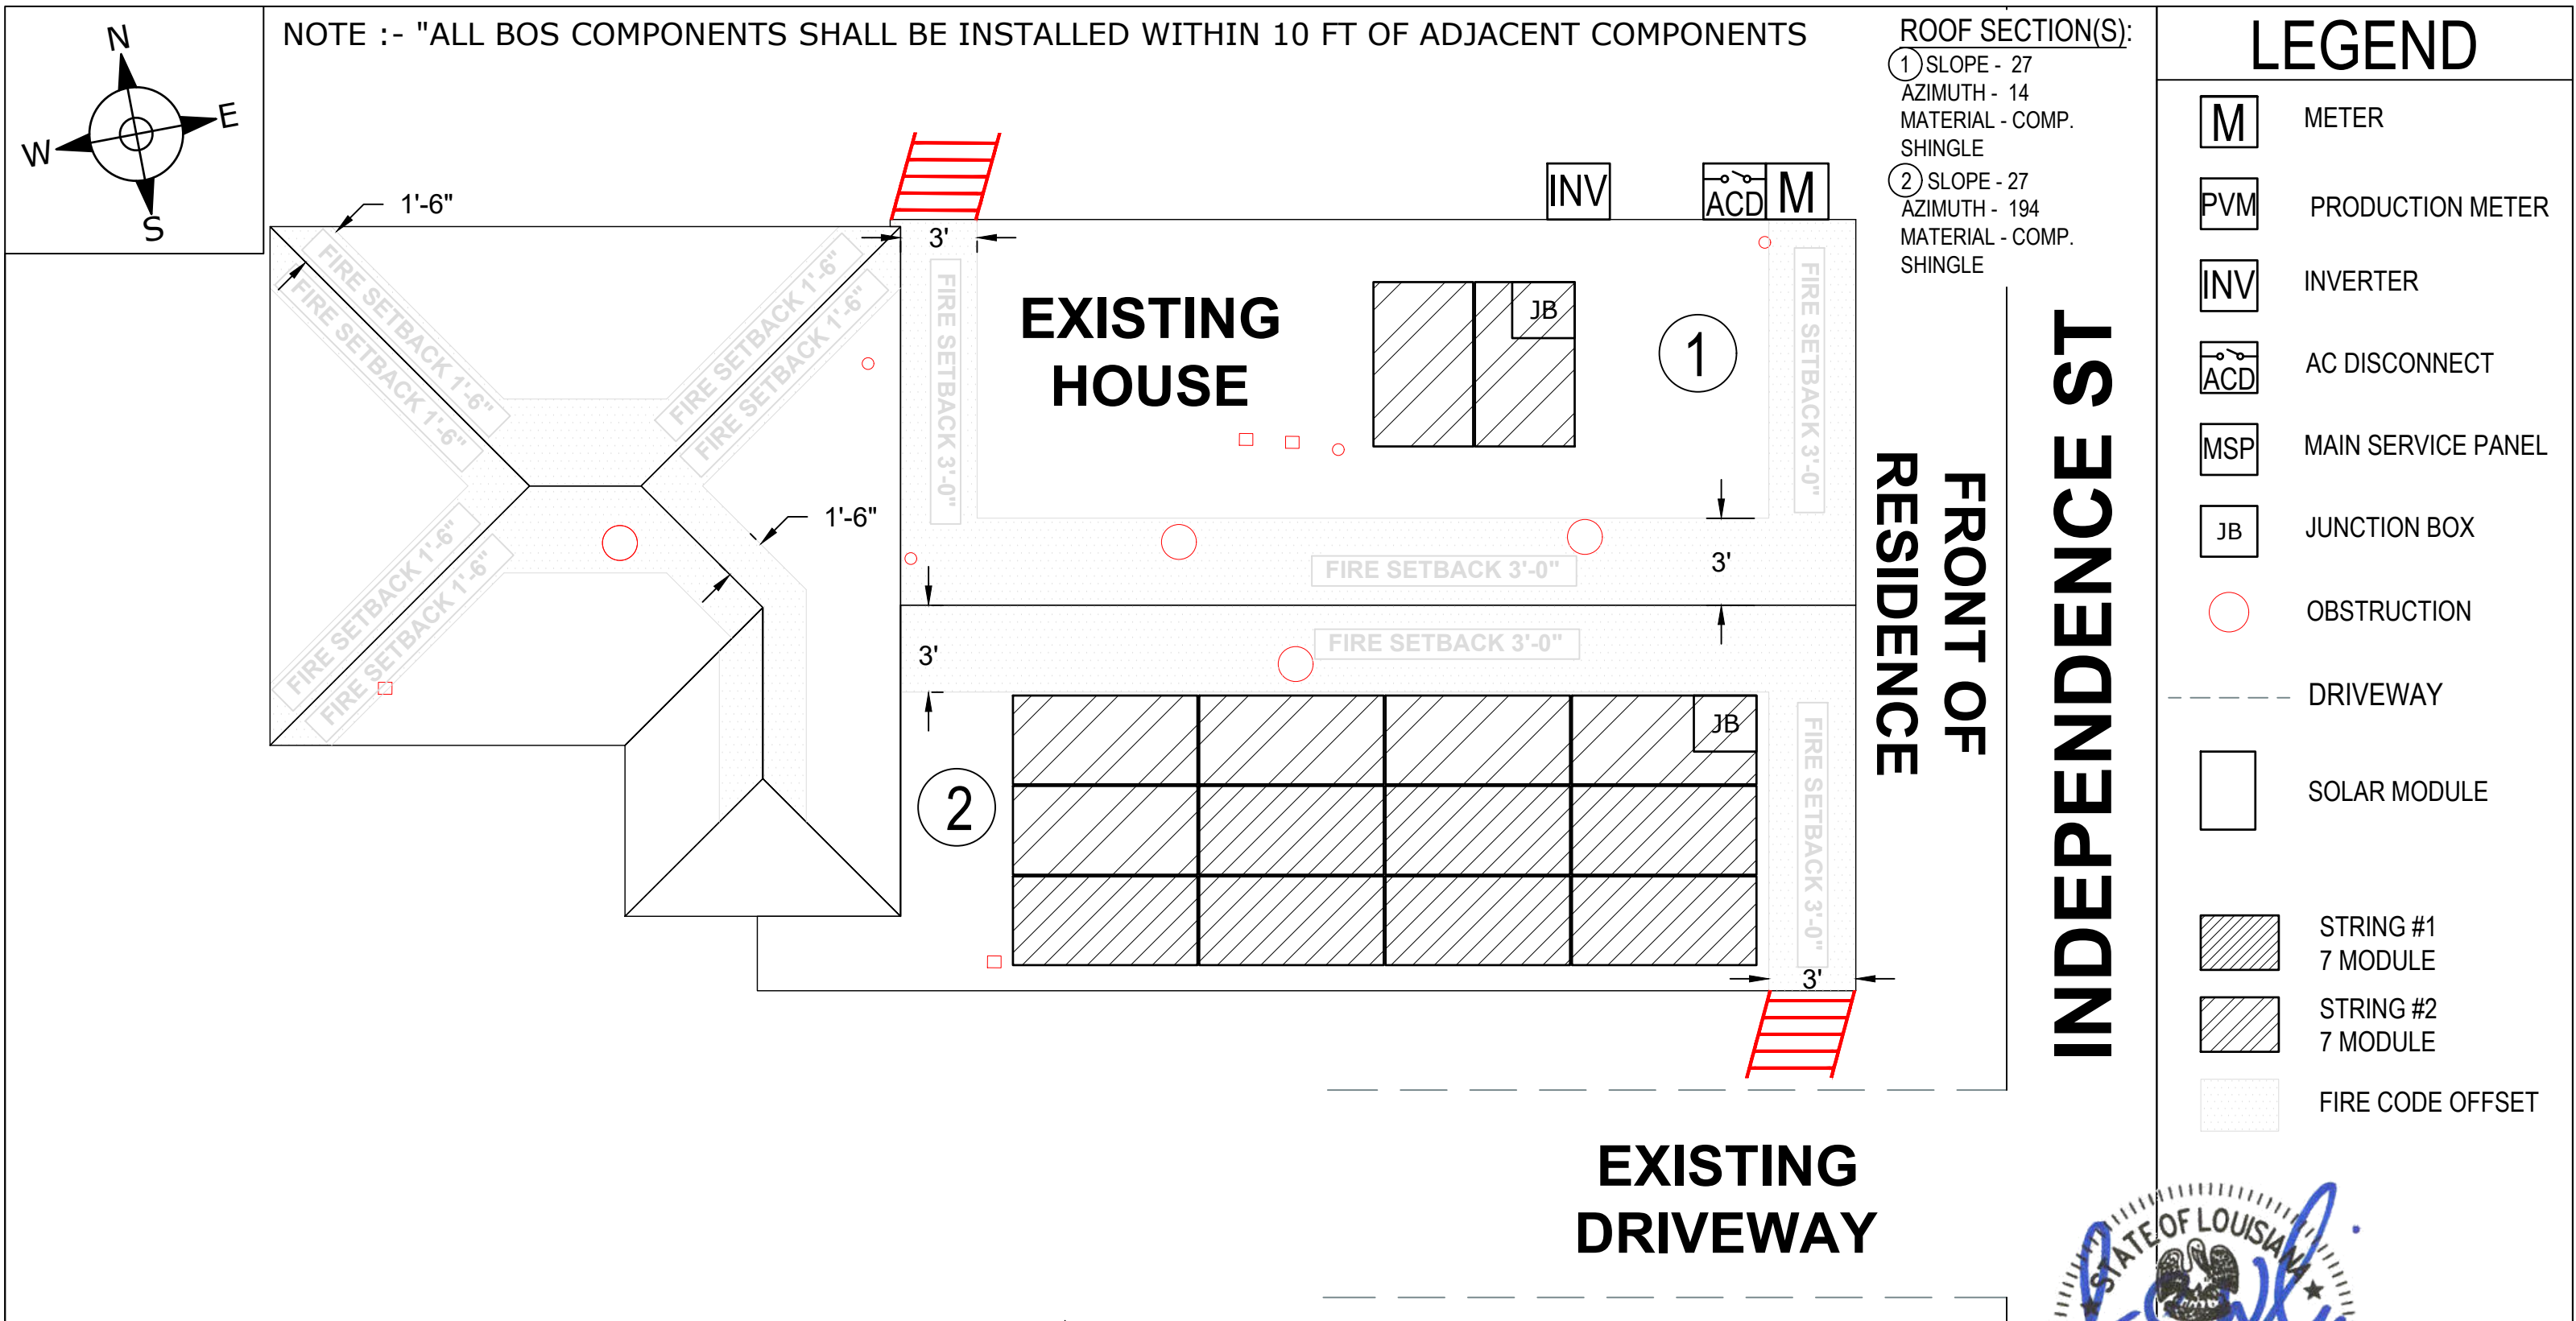 NOTE :- "ALL BOS COMPONENTS SHALL BE INSTALLED WITHIN 10 FT OF ADJACENT COMPONENTS
N
E
W
S
ROOF SECTION(S):
1 SLOPE - 27
AZIMUTH - 14
MATERIAL - COMP.
SHINGLE
2 SLOPE - 27
AZIMUTH - 194
MATERIAL - COMP.
SHINGLE
LEGEND
M METER
PVM PRODUCTION METER
INV INVERTER
ACD AC DISCONNECT
MSP MAIN SERVICE PANEL
JB JUNCTION BOX
OBSTRUCTION
DRIVEWAY
SOLAR MODULE
STRING #1
7 MODULE
STRING #2
7 MODULE
FIRE CODE OFFSET
INV
ACD
M
1'-6"
3'
FIRE SETBACK 1'-6"
FIRE SETBACK 1'-6"
FIRE SETBACK 1'-6"
FIRE SETBACK 1'-6"
FIRE SETBACK 3'-0"
EXISTING
HOUSE
JB
1
FIRE SETBACK 3'-0"
1'-6"
FIRE SETBACK 1'-6"
FIRE SETBACK 1'-6"
FIRE SETBACK 3'-0"
3'
FIRE SETBACK 3'-0"
3'
JB
2
FIRE SETBACK 3'-0"
3'
FRONT OF
RESIDENCE
INDEPENDENCE ST
EXISTING
DRIVEWAY
STATE OF LOUISIANA